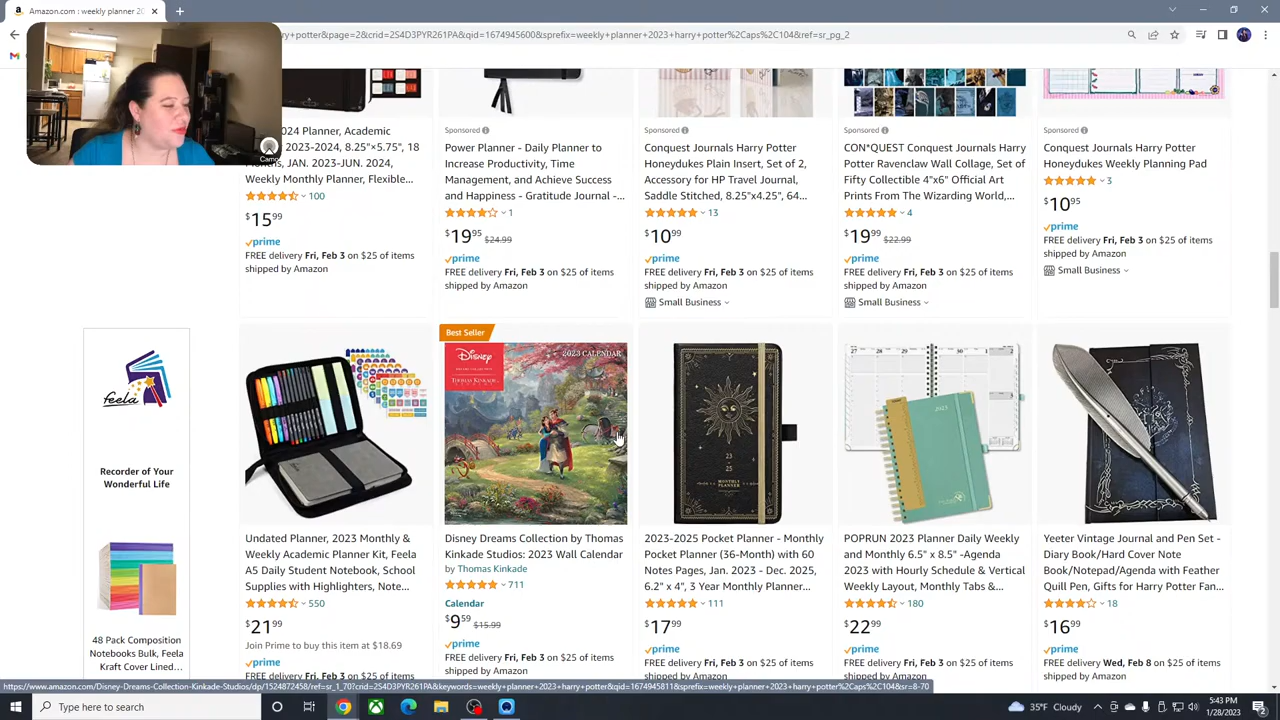 Amazon.com : weekly planner 20
ry potter&page=2&crid=2S4D3PYR261PA&qid=1674945600&sprefix=weekly+planner+2023+harry+potter%2Caps%2C104&ref=sr_pg_2
Camo
024 Planner, Academic
2023-2024, 8.25"×5.75", 18
Months, JAN. 2023-JUN. 2024,
Weekly Monthly Planner, Flexible...
100
$15.99
prime
FREE delivery Fri, Feb 3 on $25 of items
shipped by Amazon
Sponsored
Power Planner - Daily Planner to
Increase Productivity, Time
Management, and Achieve Success
and Happiness - Gratitude Journal -...
1
$19.95 $24.99
prime
FREE delivery Fri, Feb 3 on $25 of items
shipped by Amazon
Sponsored
Conquest Journals Harry Potter
Honeydukes Plain Insert, Set of 2,
Accessory for HP Travel Journal,
Saddle Stitched, 8.25"x4.25", 64...
13
$10.99
prime
FREE delivery Fri, Feb 3 on $25 of items
shipped by Amazon
Small Business
Sponsored
CON*QUEST Conquest Journals Harry
Potter Ravenclaw Wall Collage, Set of
Fifty Collectible 4"x6" Official Art
Prints From The Wizarding World,...
4
$19.99 $22.99
prime
FREE delivery Fri, Feb 3 on $25 of items
shipped by Amazon
Small Business
Sponsored
Conquest Journals Harry Potter
Honeydukes Weekly Planning Pad
3
$10.95
prime
FREE delivery Fri, Feb 3 on $25 of items
shipped by Amazon
Small Business
feela
Recorder of Your
Wonderful Life
48 Pack Composition
Notebooks Bulk, Feela
Kraft Cover Lined...
Undated Planner, 2023 Monthly &
Weekly Academic Planner Kit, Feela
A5 Daily Student Notebook, School
Supplies with Highlighters, Note...
550
$21.99
Join Prime to buy this item at $18.69
prime
FREE delivery Fri, Feb 3 on $25 of items
Best Seller
Disney
THOMAS KINKADE
2023 CALENDAR
Disney Dreams Collection by Thomas
Kinkade Studios: 2023 Wall Calendar
by Thomas Kinkade
711
Calendar
$9.59 $15.99
prime
FREE delivery Fri, Feb 3 on $25 of items
shipped by Amazon
23
25
MONTHLY
PLANNER
2023-2025 Pocket Planner - Monthly
Pocket Planner (36-Month) with 60
Notes Pages, Jan. 2023 - Dec. 2025,
6.2" x 4", 3 Year Monthly Planner...
111
$17.99
prime
FREE delivery Fri, Feb 3 on $25 of items
shipped by Amazon
27 28 29 30
2023
POPRUN 2023 Planner Daily Weekly
and Monthly 6.5" x 8.5" -Agenda
2023 with Hourly Schedule & Vertical
Weekly Layout, Monthly Tabs &...
180
$22.99
prime
FREE delivery Fri, Feb 3 on $25 of items
shipped by Amazon
Yeeter Vintage Journal and Pen Set -
Diary Book/Hard Cover Note
Book/Notepad/Agenda with Feather
Quill Pen, Gifts for Harry Potter Fan...
18
$16.99
prime
FREE delivery Wed, Feb 8 on $25 of items
shipped by Amazon
https://www.amazon.com/Disney-Dreams-Collection-Kinkade-Studios/dp/1524872458/ref=sr_1_70?crid=2S4D3PYR261PA&keywords=weekly+planner+2023+harry+potter&qid=1674945811&sprefix=weekly+planner+2023+harry+potter%2Caps%2C104&sr=8-70
Type here to search
35°F Cloudy
5:43 PM
1/28/2023
2